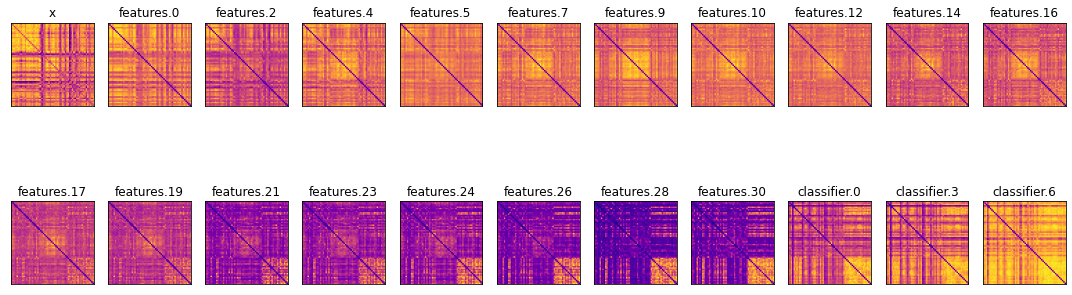 x features.0 features.2 features.4 features.5 features.7 features.9 features.10 features.12 features.14 features.16
features.17 features.19 features.21 features.23 features.24 features.26 features.28 features.30 classifier.0 classifier.3 classifier.6